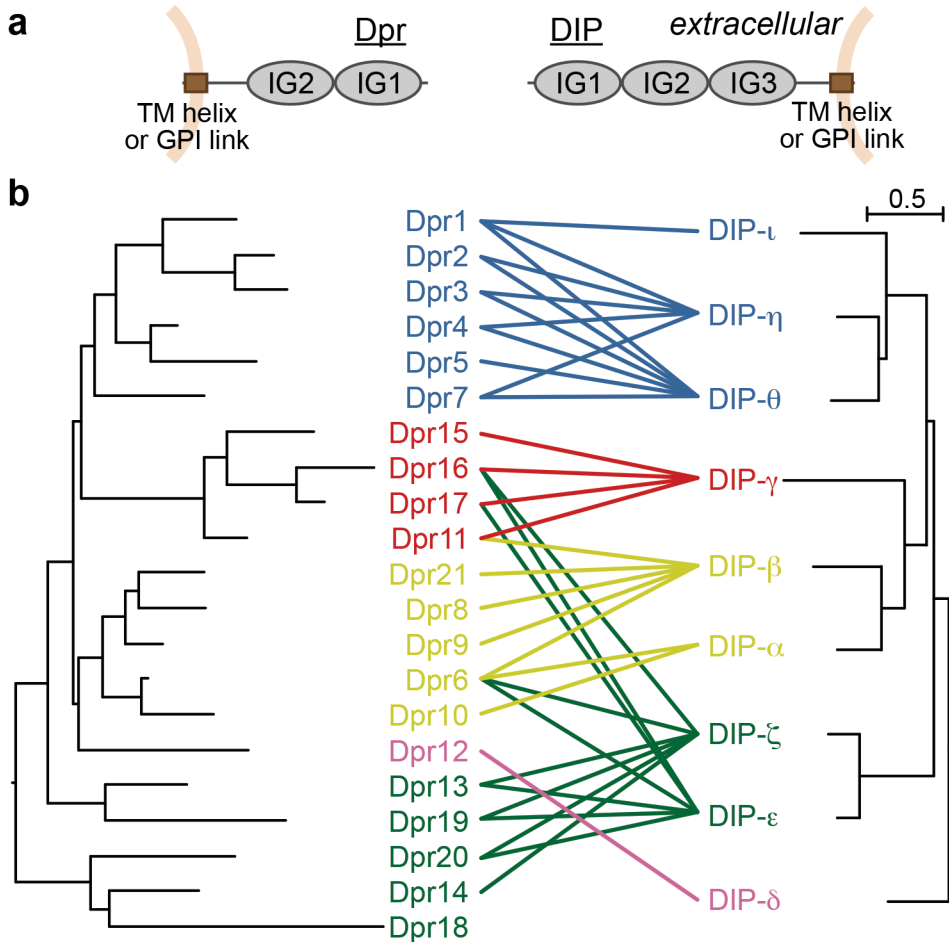 a
Dpr
DIP
extracellular
IG2
IG1
IG1
IG2
IG3
TM helix
or GPI link
TM helix
or GPI link
b
0.5
Dpr1
Dpr2
Dpr3
Dpr4
Dpr5
Dpr7
Dpr15
Dpr16
Dpr17
Dpr11
Dpr21
Dpr8
Dpr9
Dpr6
Dpr10
Dpr12
Dpr13
Dpr19
Dpr20
Dpr14
Dpr18
DIP-ι
DIP-η
DIP-θ
DIP-γ
DIP-β
DIP-α
DIP-ζ
DIP-ε
DIP-δ